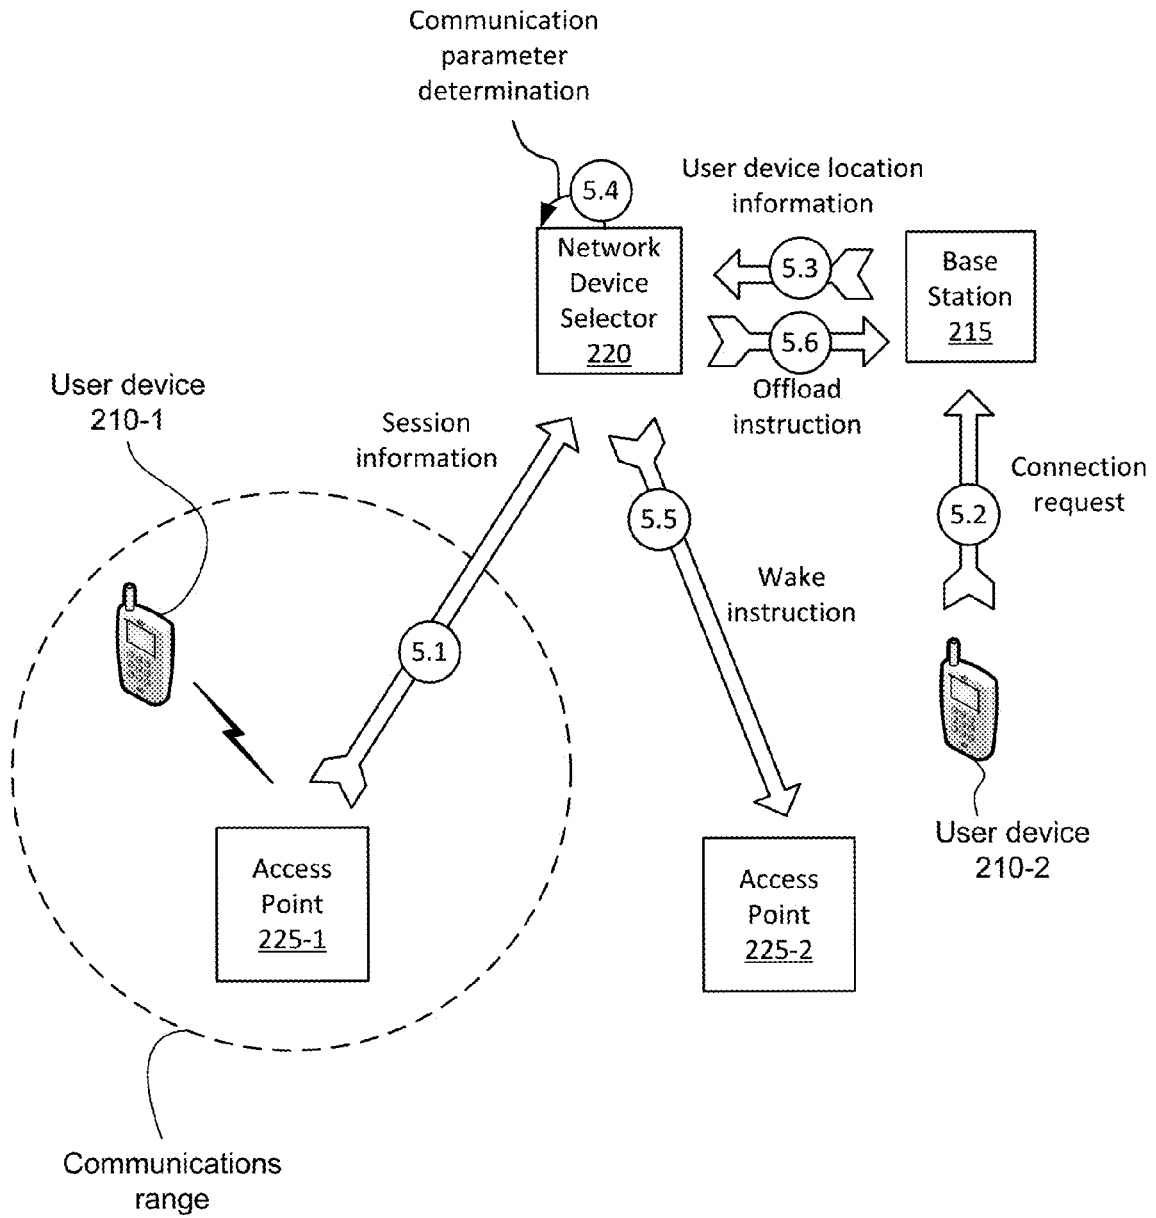 Communication
parameter
determination
5.4
User device location
information
Network
Device
Selector
220
5.3
5.6
Base
Station
215
Offload
instruction
User device
210-1
Session
information
Connection
request
5.2
5.5
Wake
instruction
5.1
User device
210-2
Access
Point
225-1
Access
Point
225-2
Communications
range